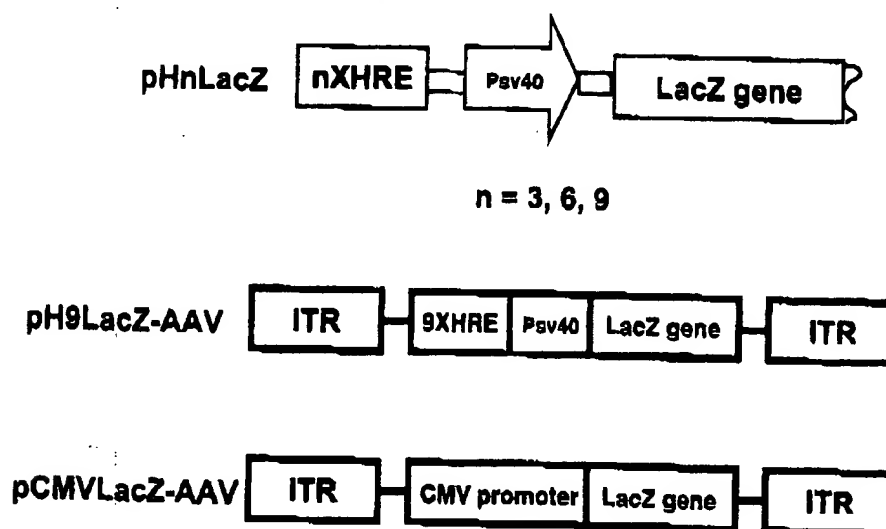 pHnLacZ nXHRE Psv40 LacZ gene
n = 3, 6, 9
pH9LacZ-AAV ITR 9XHRE Psv40 LacZ gene ITR
pCMVLacZ-AAV ITR CMV promoter LacZ gene ITR